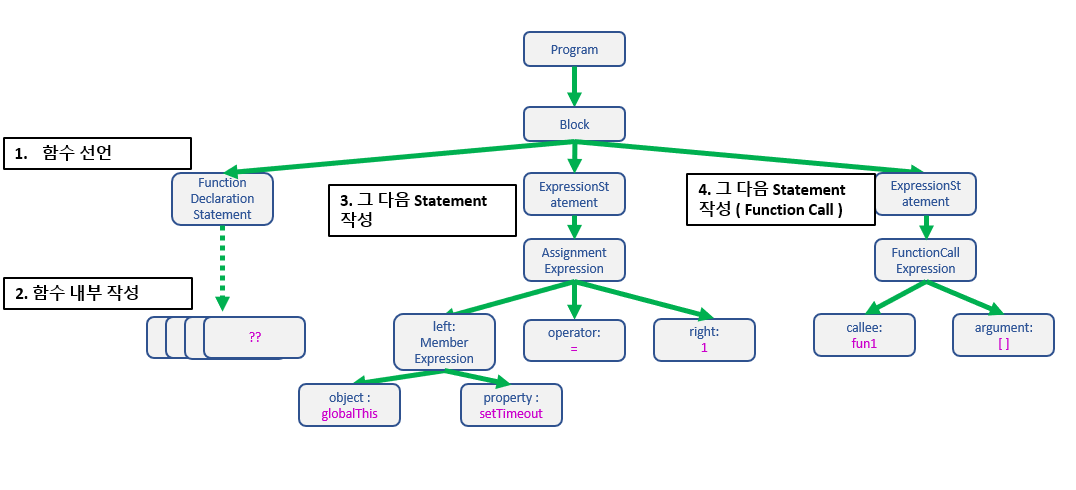 Program
Block
1. 함수 선언
Function
Declaration
Statement
3. 그 다음 Statement
작성
ExpressionSt
atement
4. 그 다음 Statement
작성 ( Function Call )
ExpressionSt
atement
Assignment
Expression
FunctionCall
Expression
2. 함수 내부 작성
??
left:
Member
Expression
operator:
=
right:
1
callee:
fun1
argument:
[ ]
object :
globalThis
property :
setTimeout